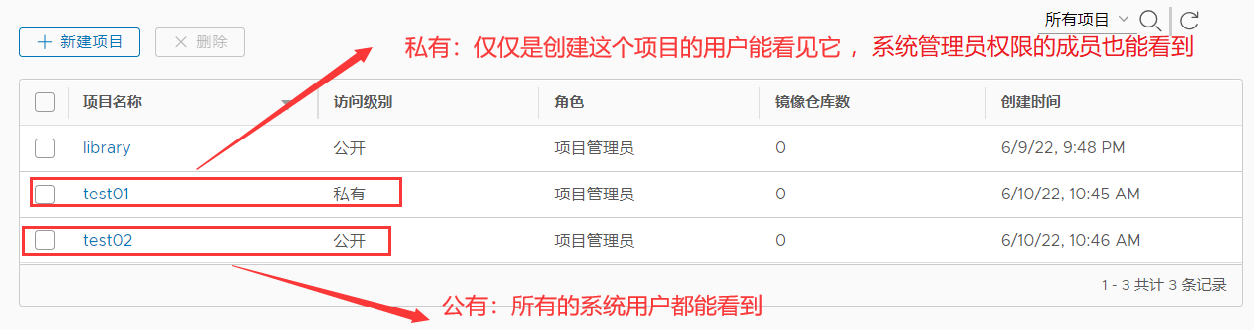 所有项目
新建项目 删除
私有：仅仅是创建这个项目的用户能看见它 ，系统管理员权限的成员也能看到
项目名称 访问级别 角色 镜像仓库数 创建时间
library 公开 项目管理员 0 6/9/22, 9:48 PM
test01 私有 项目管理员 0 6/10/22, 10:45 AM
test02 公开 项目管理员 0 6/10/22, 10:46 AM
1 - 3 共计 3 条记录
公有：所有的系统用户都能看到